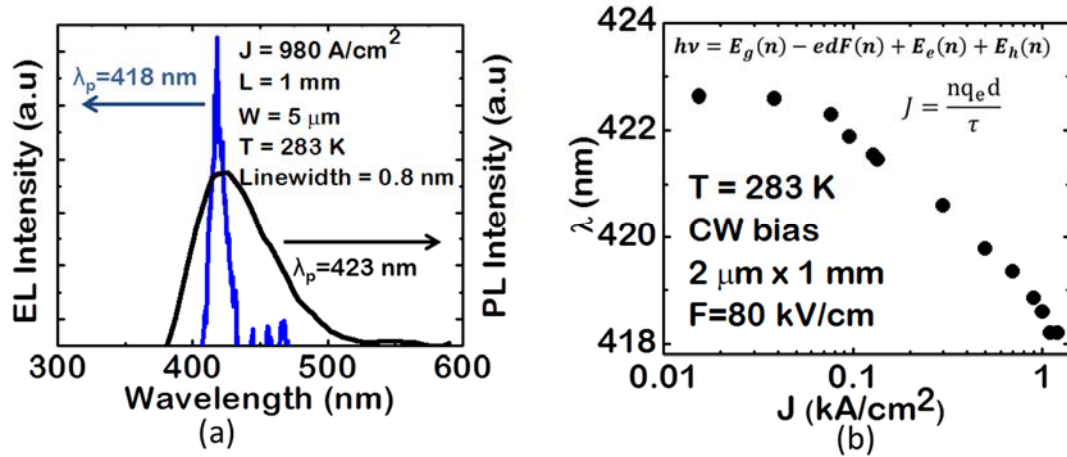 EL Intensity (a.u)
λp=418 nm
J = 980 A/cm²
L = 1 mm
W = 5 μm
T = 283 K
Linewidth = 0.8 nm
λp=423 nm
PL Intensity (a.u)
300 400 500 600
Wavelength (nm)
(a)
424
422
420
418
λ (nm)
hν = Eg(n) − edF(n) + Ee(n) + Eh(n)
J = nqed/τ
T = 283 K
CW bias
2 μm x 1 mm
F=80 kV/cm
0.01 0.1 1
J (kA/cm²)
(b)